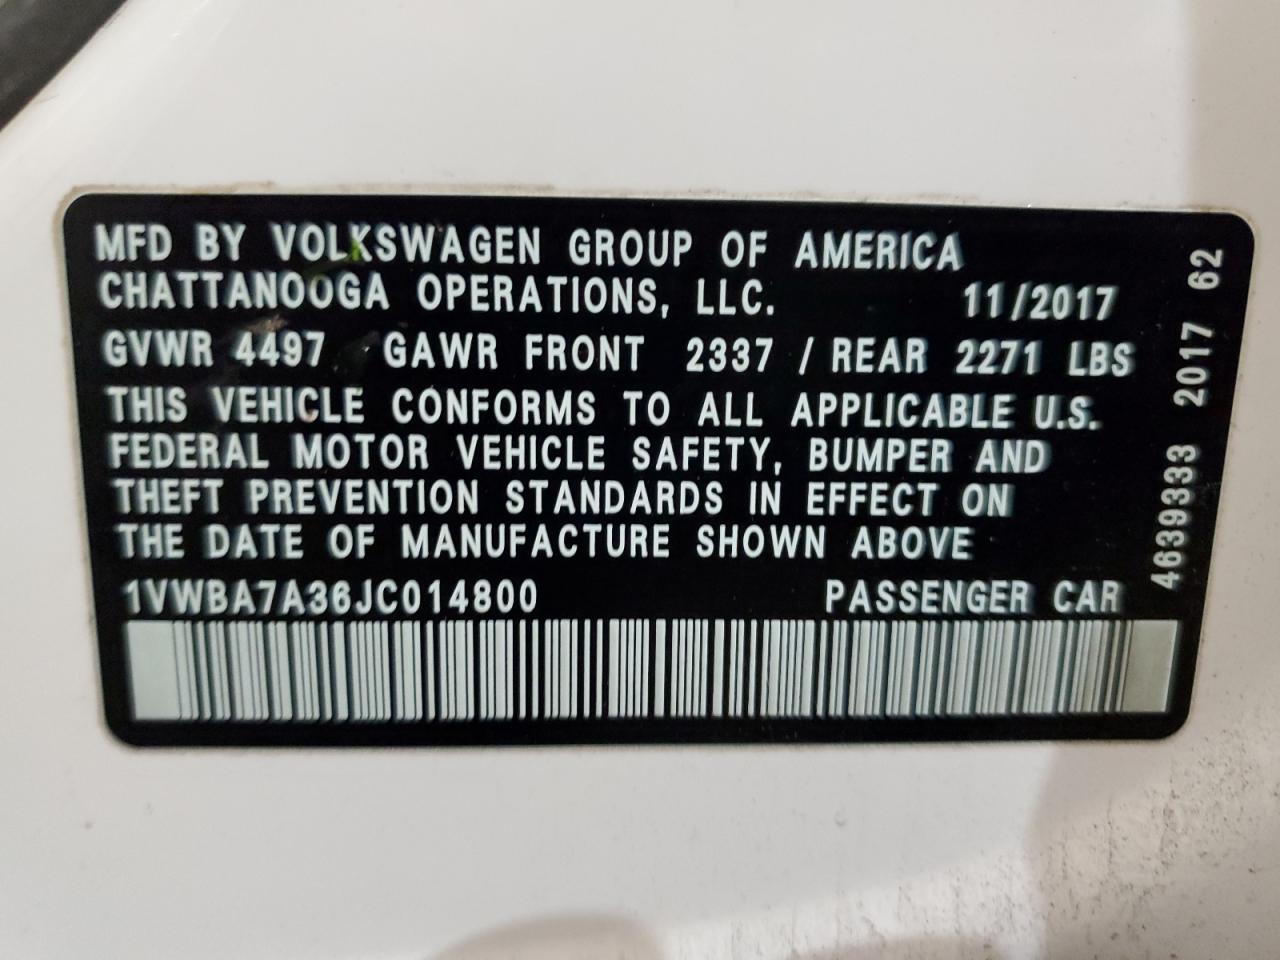 MFD BY VOLKSWAGEN GROUP OF AMERICA
CHATTANOOGA OPERATIONS, LLC. 11/2017
GVWR 4497 GAWR FRONT 2337 / REAR 2271 LBS
THIS VEHICLE CONFORMS TO ALL APPLICABLE U.S.
FEDERAL MOTOR VEHICLE SAFETY, BUMPER AND
THEFT PREVENTION STANDARDS IN EFFECT ON
THE DATE OF MANUFACTURE SHOWN ABOVE
1VWBA7A36JC014800 PASSENGER CAR
4639333 2017 62